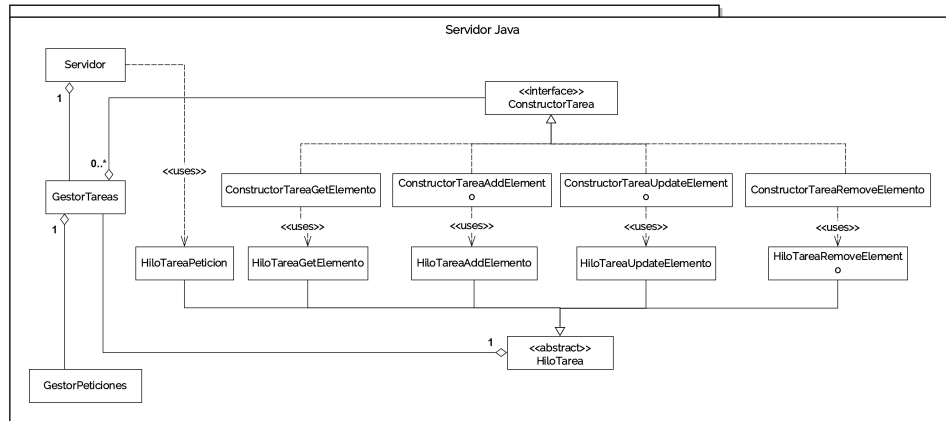 Servidor Java
Servidor
1
<<interface>>
ConstructorTarea
0..*
<<uses>>
GestorTareas
1
ConstructorTareaGetElemento
ConstructorTareaAddElement
o
ConstructorTareaUpdateElement
o
ConstructorTareaRemoveElemento
<<uses>>
<<uses>>
<<uses>>
<<uses>>
HiloTareaPeticion
HiloTareaGetElemento
HiloTareaAddElemento
HiloTareaUpdateElemento
HiloTareaRemoveElement
o
1
<<abstract>>
HiloTarea
GestorPeticiones